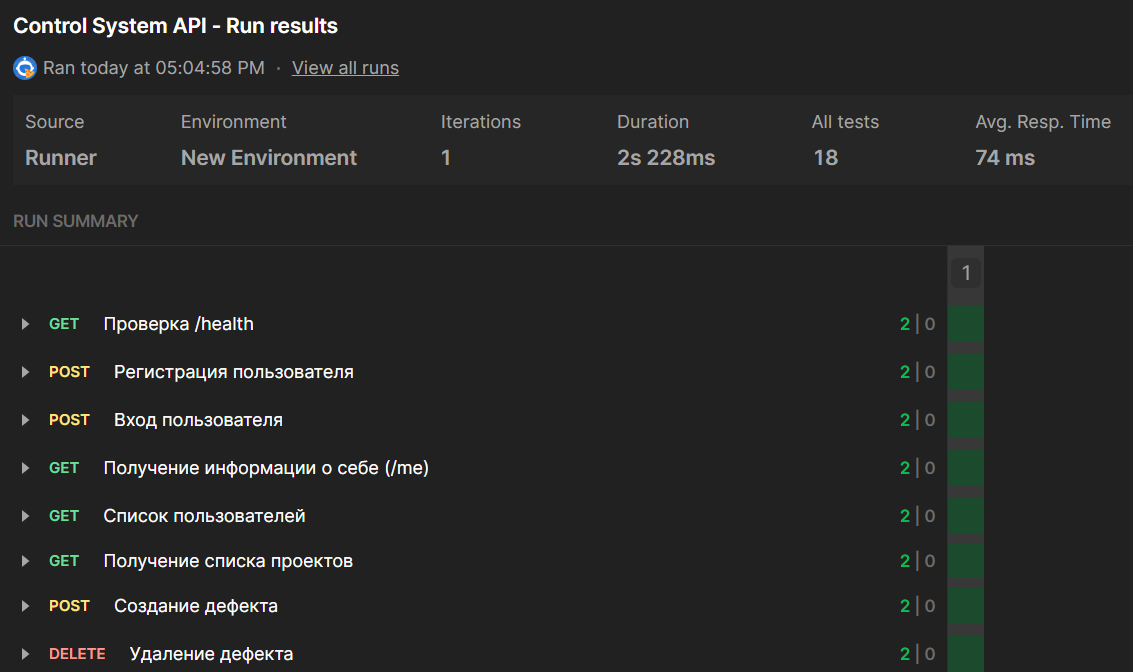 Control System API - Run results
Ran today at 05:04:58 PM · View all runs
Source Environment Iterations Duration All tests Avg. Resp. Time
Runner New Environment 1 2s 228ms 18 74 ms
RUN SUMMARY
1
GET Проверка /health 2 | 0
POST Регистрация пользователя 2 | 0
POST Вход пользователя 2 | 0
GET Получение информации о себе (/me) 2 | 0
GET Список пользователей 2 | 0
GET Получение списка проектов 2 | 0
POST Создание дефекта 2 | 0
DELETE Удаление дефекта 2 | 0